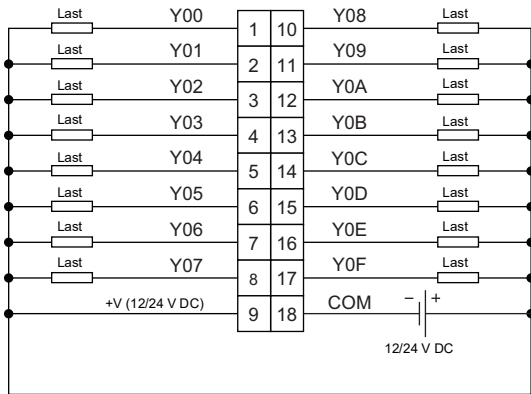 Last Y00 1 10 Y08 Last
Last Y01 2 11 Y09 Last
Last Y02 3 12 Y0A Last
Last Y03 4 13 Y0B Last
Last Y04 5 14 Y0C Last
Last Y05 6 15 Y0D Last
Last Y06 7 16 Y0E Last
Last Y07 8 17 Y0F Last
+V (12/24 V DC) 9 18 COM − +
12/24 V DC